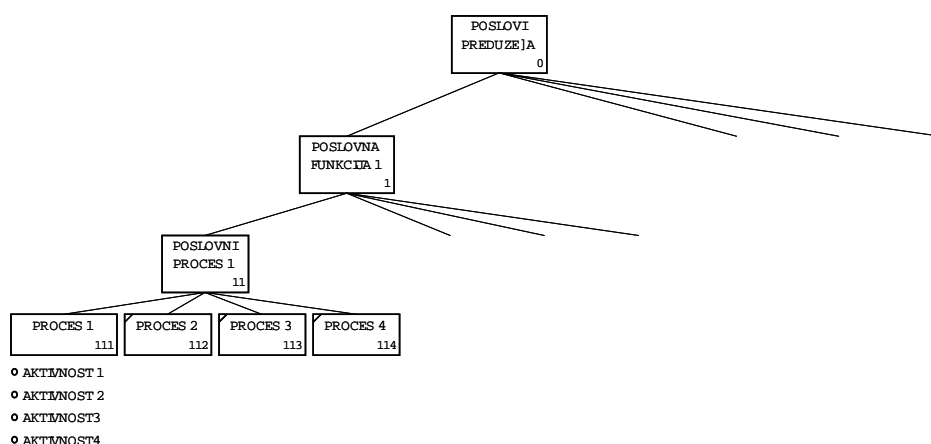 POSLOVI
PREDUZE]A
0
POSLOVNA
FUNKCIJA 1
1
POSLOVNI
PROCES 1
11
PROCES 1
111
PROCES 2
112
PROCES 3
113
PROCES 4
114
AKTIVNOST 1
AKTIVNOST 2
AKTIVNOST3
AKTIVNOST4